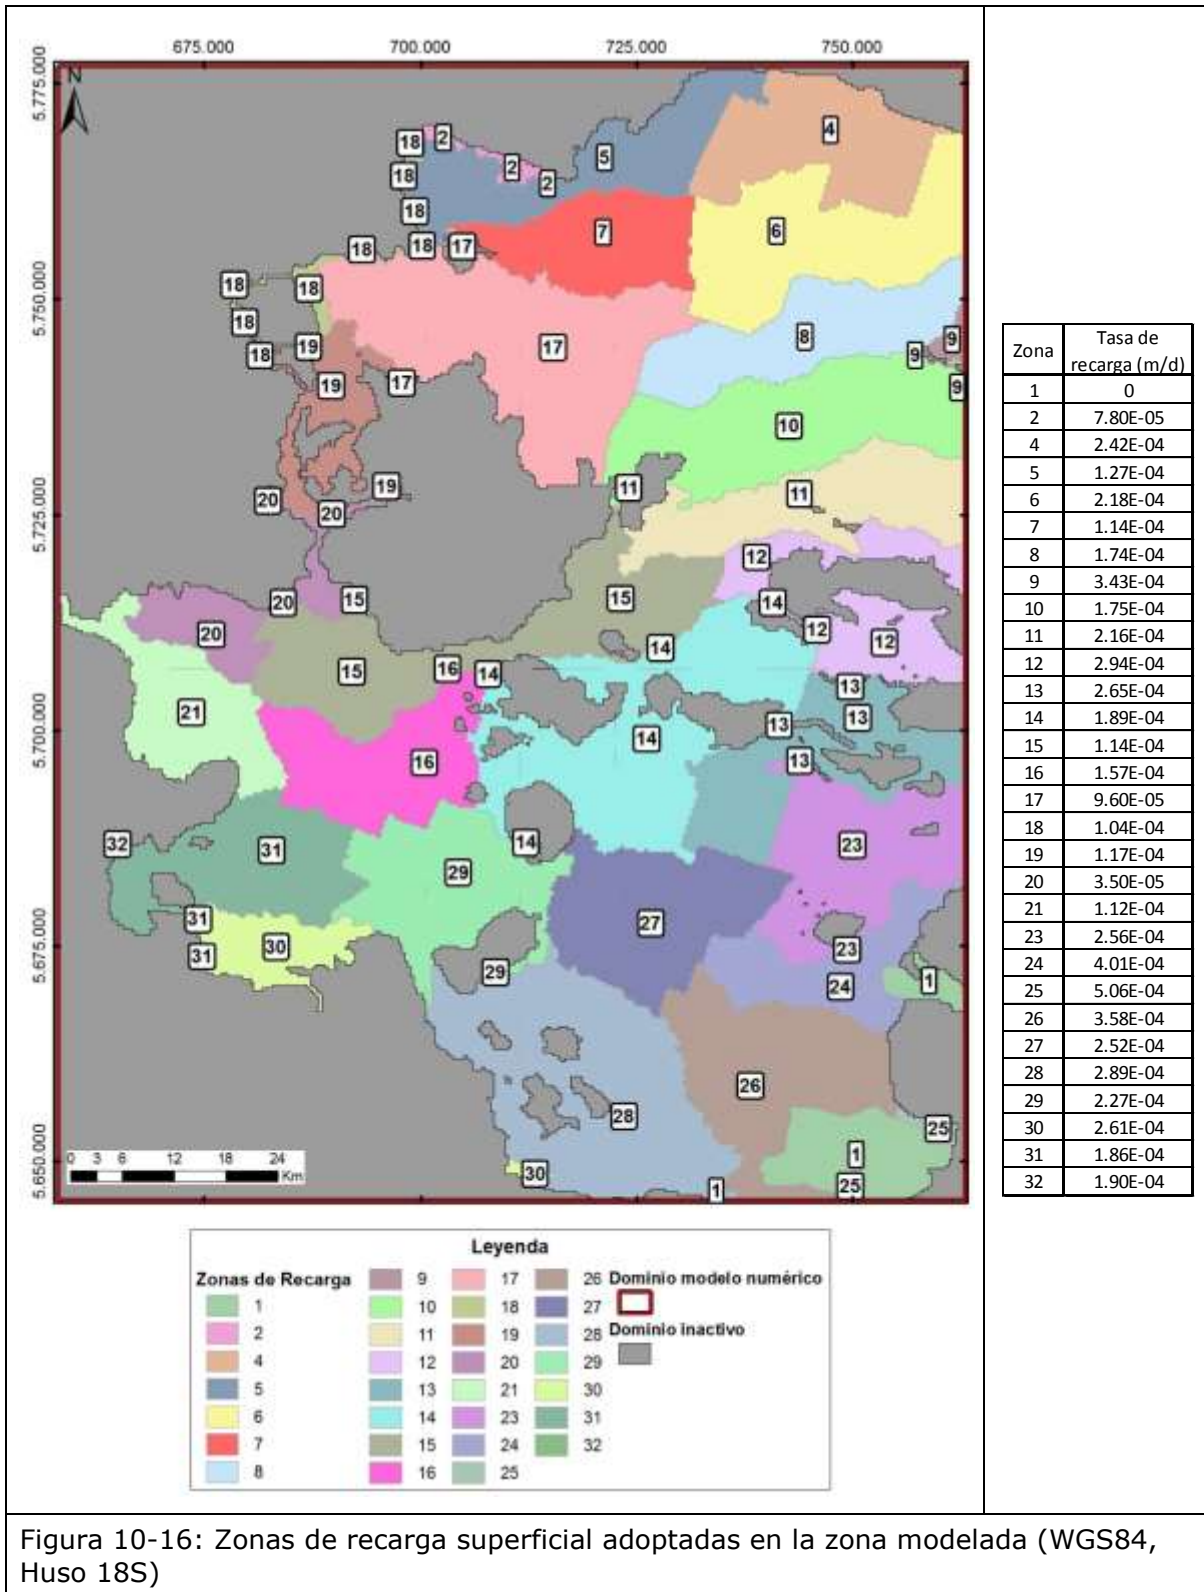 675.000 700.000 725.000 750.000
5.775.000
5.750.000
5.725.000
5.700.000
5.675.000
5.650.000
N
4
18 2
5
2
18 2
18
7 6
18 18 17
18 18
18 8
19 17 9
18 9
19 17 9
10
19 11 11
20
20
12
20 15 15 14
20 12 12
15 16 14 14
13
21 13 13
14
16 13
32 31 14 23
29
31 27
31 30 23
29 24 1
26
28 25
30 1
1 25
0 3 6 12 18 24
Km
Leyenda
Zonas de Recarga
1
2
4
5
6
7
8
9
10
11
12
13
14
15
16
17
18
19
20
21
23
24
25
26
27
28
29
30
31
32
Dominio modelo numérico
Dominio inactivo
Zona Tasa de recarga (m/d)
1 0
2 7.80E-05
4 2.42E-04
5 1.27E-04
6 2.18E-04
7 1.14E-04
8 1.74E-04
9 3.43E-04
10 1.75E-04
11 2.16E-04
12 2.94E-04
13 2.65E-04
14 1.89E-04
15 1.14E-04
16 1.57E-04
17 9.60E-05
18 1.04E-04
19 1.17E-04
20 3.50E-05
21 1.12E-04
23 2.56E-04
24 4.01E-04
25 5.06E-04
26 3.58E-04
27 2.52E-04
28 2.89E-04
29 2.27E-04
30 2.61E-04
31 1.86E-04
32 1.90E-04
Figura 10-16: Zonas de recarga superficial adoptadas en la zona modelada (WGS84,
Huso 18S)